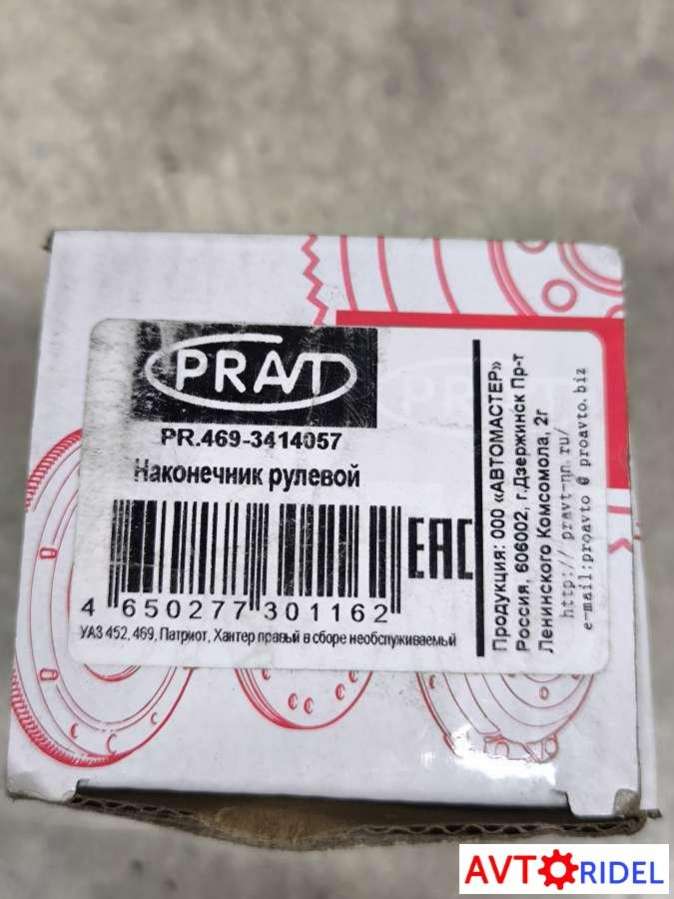 PRAVT
PR.469-3414057
Наконечник рулевой
4 650277 301162
EAC
УАЗ 452, 469, Патриот, Хантер правый в сборе необслуживаемый
Продукция: ООО «АВТОМАСТЕР»
Россия, 606002, г.Дзержинск Пр-т
Ленинского Комсомола, 2г
http:// pravt-nn. ru/
e-mail:proavto @ proavto.biz
AVTORIDEL